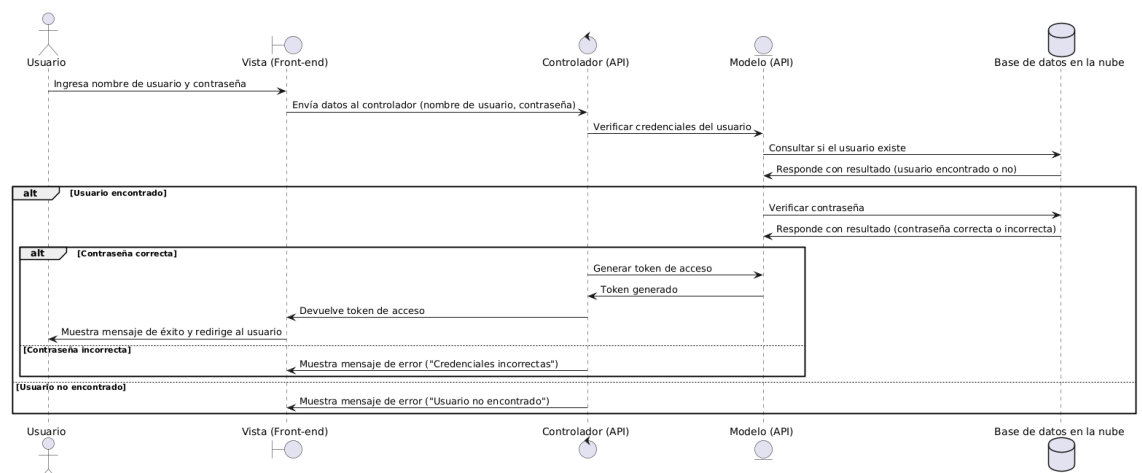 Usuario
Vista (Front-end)
Controlador (API)
Modelo (API)
Base de datos en la nube
Ingresa nombre de usuario y contraseña
Envía datos al controlador (nombre de usuario, contraseña)
Verificar credenciales del usuario
Consultar si el usuario existe
Responde con resultado (usuario encontrado o no)
alt [Usuario encontrado]
Verificar contraseña
Responde con resultado (contraseña correcta o incorrecta)
alt [Contraseña correcta]
Generar token de acceso
Token generado
Devuelve token de acceso
Muestra mensaje de éxito y redirige al usuario
[Contraseña incorrecta]
Muestra mensaje de error ("Credenciales incorrectas")
[Usuario no encontrado]
Muestra mensaje de error ("Usuario no encontrado")
Usuario
Vista (Front-end)
Controlador (API)
Modelo (API)
Base de datos en la nube